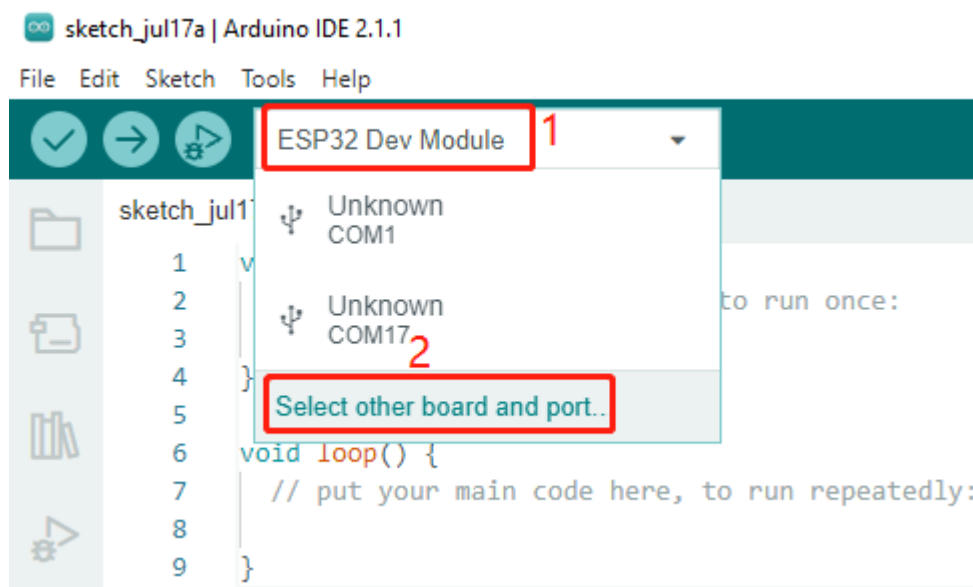 sketch_jul17a | Arduino IDE 2.1.1
File Edit Sketch Tools Help
ESP32 Dev Module 1
sketch_jul1
Unknown
COM1
Unknown
COM17
2
Select other board and port..
1 v
2 to run once:
3
4 }
5
6 void loop() {
7 // put your main code here, to run repeatedly:
8
9 }